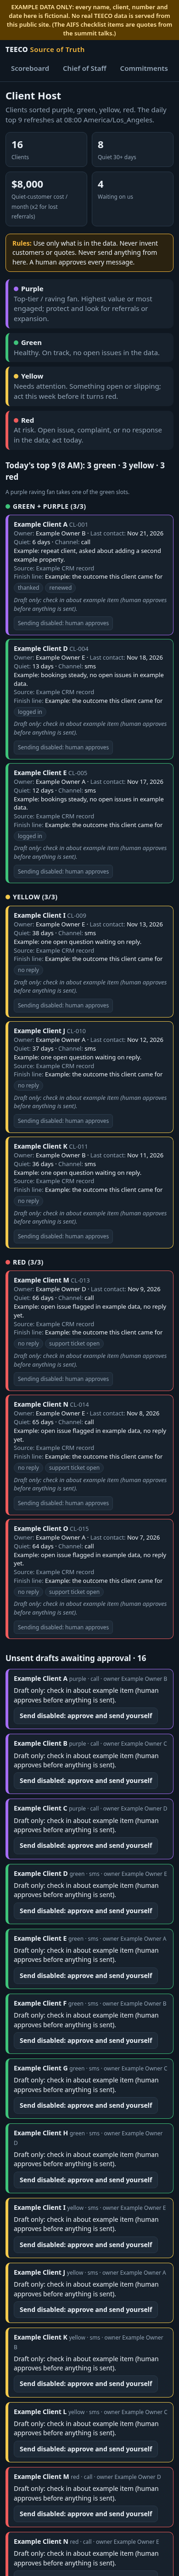 EXAMPLE DATA ONLY: every name, client, number and
date here is fictional. No real TEECO data is served from
this public site. (The AIFS checklist items are quotes from
the summit talks.)
TEECO Source of Truth
Scoreboard Chief of Staff Commitments
Client Host
Clients sorted purple, green, yellow, red. The daily
top 9 refreshes at 08:00 America/Los_Angeles.
16
Clients
8
Quiet 30+ days
$8,000
Quiet-customer cost /
month (x2 for lost
referrals)
4
Waiting on us
Rules: Use only what is in the data. Never invent
customers or quotes. Never send anything from
here. A human approves every message.
Purple
Top-tier / raving fan. Highest value or most
engaged; protect and look for referrals or
expansion.
Green
Healthy. On track, no open issues in the data.
Yellow
Needs attention. Something open or slipping;
act this week before it turns red.
Red
At risk. Open issue, complaint, or no response
in the data; act today.
Today's top 9 (8 AM): 3 green · 3 yellow · 3
red
A purple raving fan takes one of the green slots.
GREEN + PURPLE (3/3)
Example Client A CL-001
Owner: Example Owner B · Last contact: Nov 21, 2026
Quiet: 6 days · Channel: call
Example: repeat client, asked about adding a second
example property.
Source: Example CRM record
Finish line: Example: the outcome this client came for
thanked renewed
Draft only: check in about example item (human approves
before anything is sent).
Sending disabled: human approves
Example Client D CL-004
Owner: Example Owner E · Last contact: Nov 18, 2026
Quiet: 13 days · Channel: sms
Example: bookings steady, no open issues in example
data.
Source: Example CRM record
Finish line: Example: the outcome this client came for
logged in
Draft only: check in about example item (human approves
before anything is sent).
Sending disabled: human approves
Example Client E CL-005
Owner: Example Owner A · Last contact: Nov 17, 2026
Quiet: 12 days · Channel: sms
Example: bookings steady, no open issues in example
data.
Source: Example CRM record
Finish line: Example: the outcome this client came for
logged in
Draft only: check in about example item (human approves
before anything is sent).
Sending disabled: human approves
YELLOW (3/3)
Example Client I CL-009
Owner: Example Owner E · Last contact: Nov 13, 2026
Quiet: 38 days · Channel: sms
Example: one open question waiting on reply.
Source: Example CRM record
Finish line: Example: the outcome this client came for
no reply
Draft only: check in about example item (human approves
before anything is sent).
Sending disabled: human approves
Example Client J CL-010
Owner: Example Owner A · Last contact: Nov 12, 2026
Quiet: 37 days · Channel: sms
Example: one open question waiting on reply.
Source: Example CRM record
Finish line: Example: the outcome this client came for
no reply
Draft only: check in about example item (human approves
before anything is sent).
Sending disabled: human approves
Example Client K CL-011
Owner: Example Owner B · Last contact: Nov 11, 2026
Quiet: 36 days · Channel: sms
Example: one open question waiting on reply.
Source: Example CRM record
Finish line: Example: the outcome this client came for
no reply
Draft only: check in about example item (human approves
before anything is sent).
Sending disabled: human approves
RED (3/3)
Example Client M CL-013
Owner: Example Owner D · Last contact: Nov 9, 2026
Quiet: 66 days · Channel: call
Example: open issue flagged in example data, no reply
yet.
Source: Example CRM record
Finish line: Example: the outcome this client came for
no reply support ticket open
Draft only: check in about example item (human approves
before anything is sent).
Sending disabled: human approves
Example Client N CL-014
Owner: Example Owner E · Last contact: Nov 8, 2026
Quiet: 65 days · Channel: call
Example: open issue flagged in example data, no reply
yet.
Source: Example CRM record
Finish line: Example: the outcome this client came for
no reply support ticket open
Draft only: check in about example item (human approves
before anything is sent).
Sending disabled: human approves
Example Client O CL-015
Owner: Example Owner A · Last contact: Nov 7, 2026
Quiet: 64 days · Channel: call
Example: open issue flagged in example data, no reply
yet.
Source: Example CRM record
Finish line: Example: the outcome this client came for
no reply support ticket open
Draft only: check in about example item (human approves
before anything is sent).
Sending disabled: human approves
Unsent drafts awaiting approval · 16
Example Client A purple · call · owner Example Owner B
Draft only: check in about example item (human
approves before anything is sent).
Send disabled: approve and send yourself
Example Client B purple · call · owner Example Owner C
Draft only: check in about example item (human
approves before anything is sent).
Send disabled: approve and send yourself
Example Client C purple · call · owner Example Owner D
Draft only: check in about example item (human
approves before anything is sent).
Send disabled: approve and send yourself
Example Client D green · sms · owner Example Owner E
Draft only: check in about example item (human
approves before anything is sent).
Send disabled: approve and send yourself
Example Client E green · sms · owner Example Owner A
Draft only: check in about example item (human
approves before anything is sent).
Send disabled: approve and send yourself
Example Client F green · sms · owner Example Owner B
Draft only: check in about example item (human
approves before anything is sent).
Send disabled: approve and send yourself
Example Client G green · sms · owner Example Owner C
Draft only: check in about example item (human
approves before anything is sent).
Send disabled: approve and send yourself
Example Client H green · sms · owner Example Owner
D
Draft only: check in about example item (human
approves before anything is sent).
Send disabled: approve and send yourself
Example Client I yellow · sms · owner Example Owner E
Draft only: check in about example item (human
approves before anything is sent).
Send disabled: approve and send yourself
Example Client J yellow · sms · owner Example Owner A
Draft only: check in about example item (human
approves before anything is sent).
Send disabled: approve and send yourself
Example Client K yellow · sms · owner Example Owner
B
Draft only: check in about example item (human
approves before anything is sent).
Send disabled: approve and send yourself
Example Client L yellow · sms · owner Example Owner C
Draft only: check in about example item (human
approves before anything is sent).
Send disabled: approve and send yourself
Example Client M red · call · owner Example Owner D
Draft only: check in about example item (human
approves before anything is sent).
Send disabled: approve and send yourself
Example Client N red · call · owner Example Owner E
Draft only: check in about example item (human
approves before anything is sent).